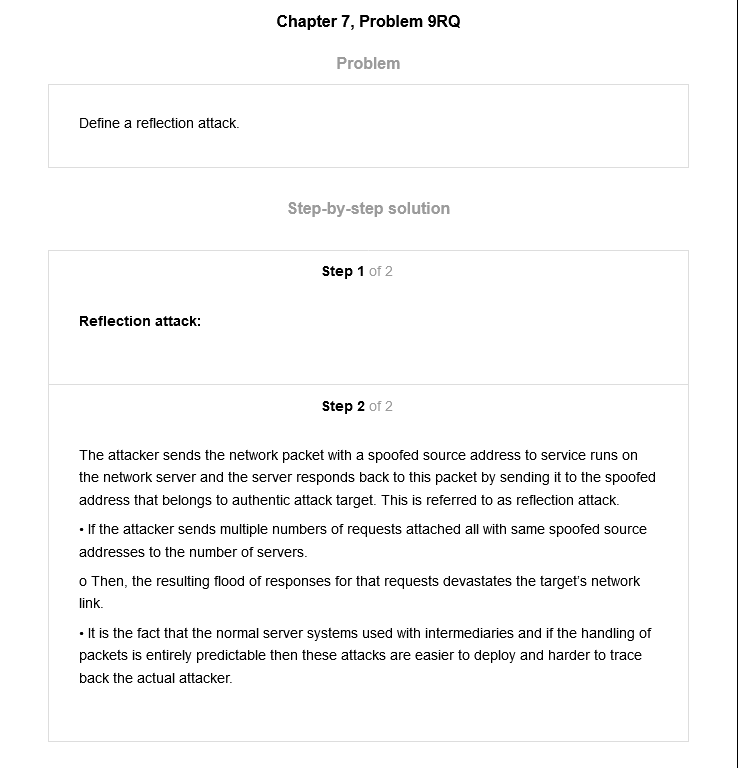 Chapter 7, Problem 9RQ
Problem
Define a reflection attack.
Step-by-step solution
Step 1 of 2
Reflection attack:
Step 2 of 2
The attacker sends the network packet with a spoofed source address to service runs on
the network server and the server responds back to this packet by sending it to the spoofed
address that belongs to authentic attack target. This is referred to as reflection attack.
• If the attacker sends multiple numbers of requests attached all with same spoofed source
addresses to the number of servers.
o Then, the resulting flood of responses for that requests devastates the target's network
link.
• It is the fact that the normal server systems used with intermediaries and if the handling of
packets is entirely predictable then these attacks are easier to deploy and harder to trace
back the actual attacker.